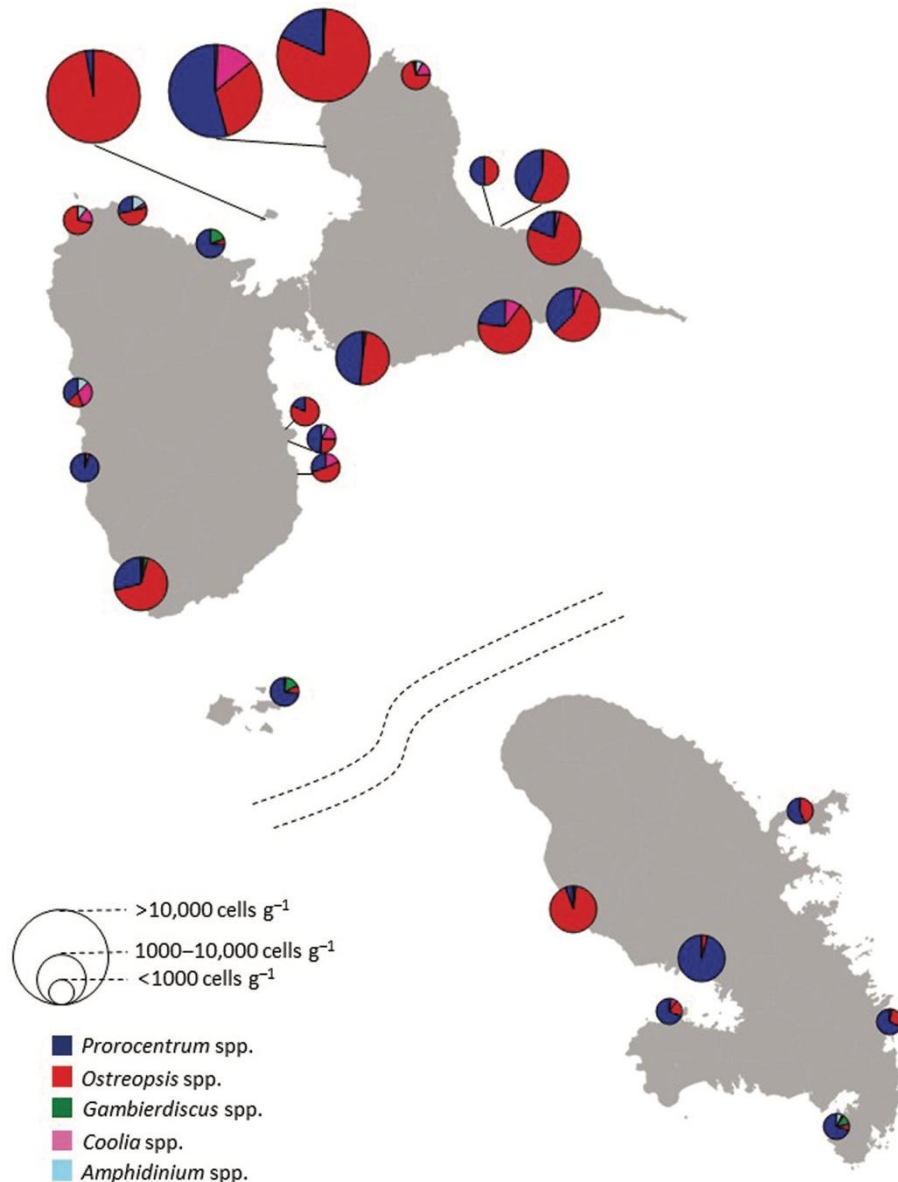 >10,000 cells g⁻¹
1000–10,000 cells g⁻¹
<1000 cells g⁻¹
Prorocentrum spp.
Ostreopsis spp.
Gambierdiscus spp.
Coolia spp.
Amphidinium spp.